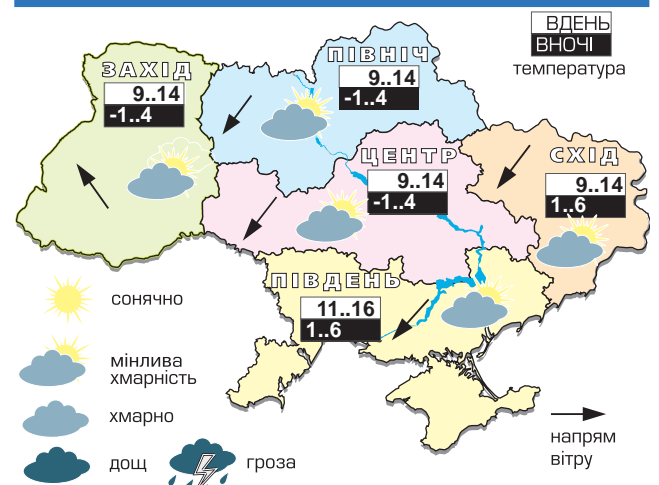 ВДЕНЬ
ВНОЧІ
температура
ПІВНІЧ
9..14
-1..4
ЗАХІД
9..14
-1..4
ЦЕНТР
9..14
-1..4
СХІД
9..14
1..6
ПІВДЕНЬ
11..16
1..6
сонячно
мінлива
хмарність
хмарно
дощ
гроза
напрям
вітру